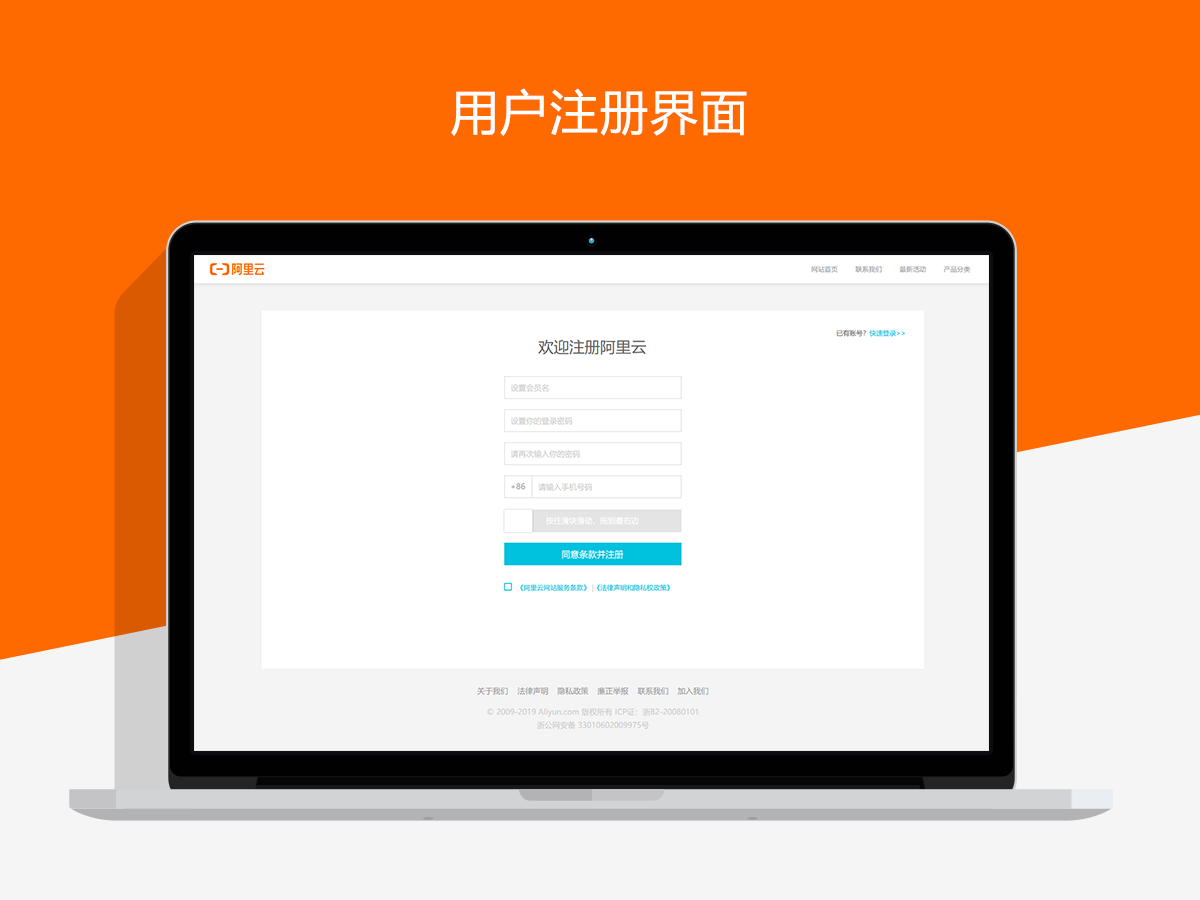 用户注册界面
阿里云
网站首页 联系我们 最新活动 产品分类
已有账号？快速登录>>
欢迎注册阿里云
设置会员名
设置你的登录密码
请再次输入你的密码
+86 请输入手机号码
按住滑块滑动，拖到最右边
同意条款并注册
《阿里云网站服务条款》 | 《法律声明和隐私权政策》
关于我们 法律声明 隐私政策 廉正举报 联系我们 加入我们
© 2009-2019 Aliyun.com 版权所有 ICP证：浙B2-20080101
浙公网安备 33010602009975号